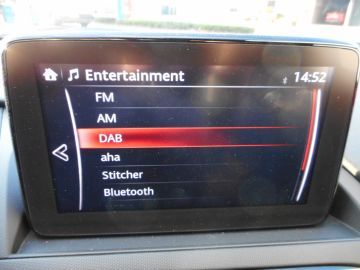 Entertainment 14:52
FM
AM
DAB
aha
Stitcher
Bluetooth